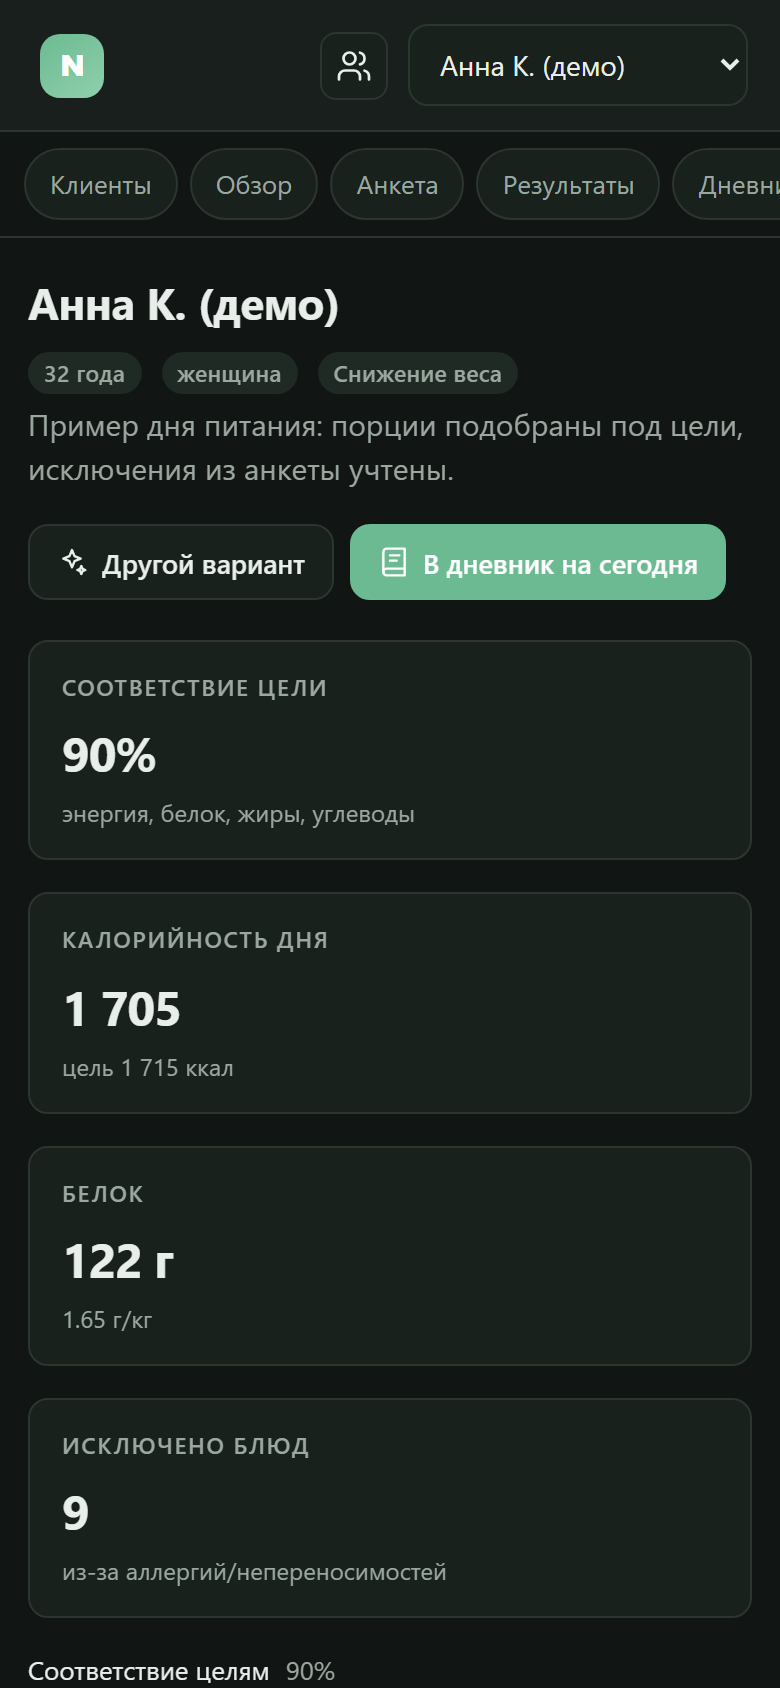 N
Анна К. (демо)
Клиенты
Обзор
Анкета
Результаты
Дневни
Анна К. (демо)
32 года
женщина
Снижение веса
Пример дня питания: порции подобраны под цели,
исключения из анкеты учтены.
Другой вариант
В дневник на сегодня
СООТВЕТСТВИЕ ЦЕЛИ
90%
энергия, белок, жиры, углеводы
КАЛОРИЙНОСТЬ ДНЯ
1 705
цель 1 715 ккал
БЕЛОК
122 г
1.65 г/кг
ИСКЛЮЧЕНО БЛЮД
9
из-за аллергий/непереносимостей
Соответствие целям 90%